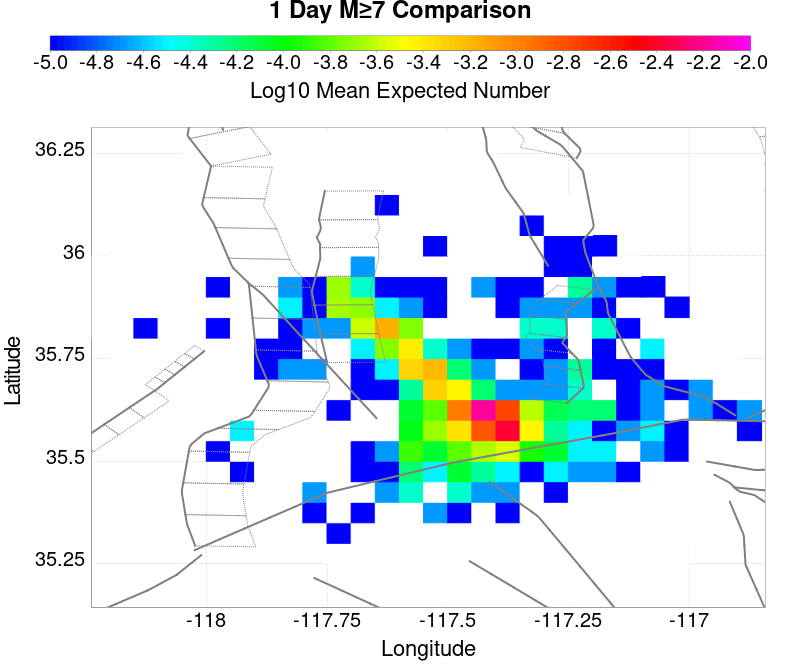 1 Day M≥7 Comparison
-5.0 -4.8 -4.6 -4.4 -4.2 -4.0 -3.8 -3.6 -3.4 -3.2 -3.0 -2.8 -2.6 -2.4 -2.2 -2.0
Log10 Mean Expected Number
36.25
36
35.75
35.5
35.25
Latitude
-118 -117.75 -117.5 -117.25 -117
Longitude